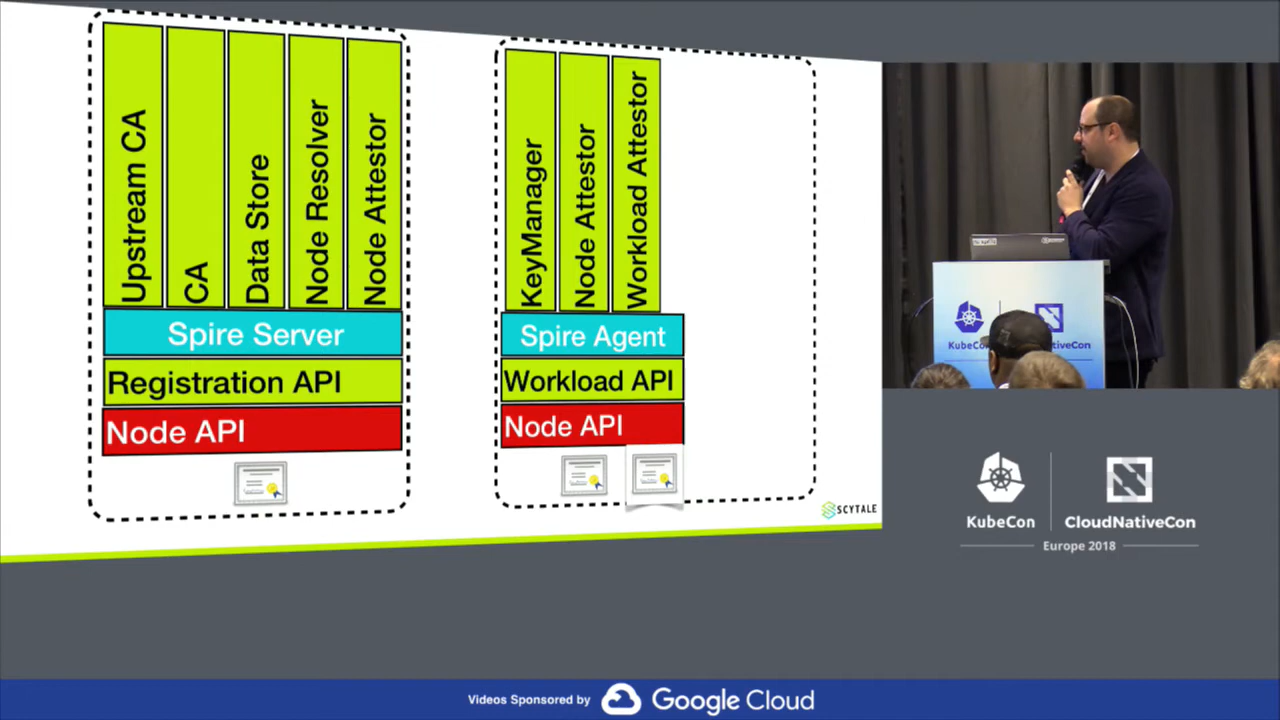 Upstream CA
CA
Data Store
Node Resolver
Node Attestor
Spire Server
Registration API
Node API
KeyManager
Node Attestor
Workload Attestor
Spire Agent
Workload API
Node API
SCYTALE
KubeCon
CloudNativeCon
Europe 2018
Videos Sponsored by
Google Cloud